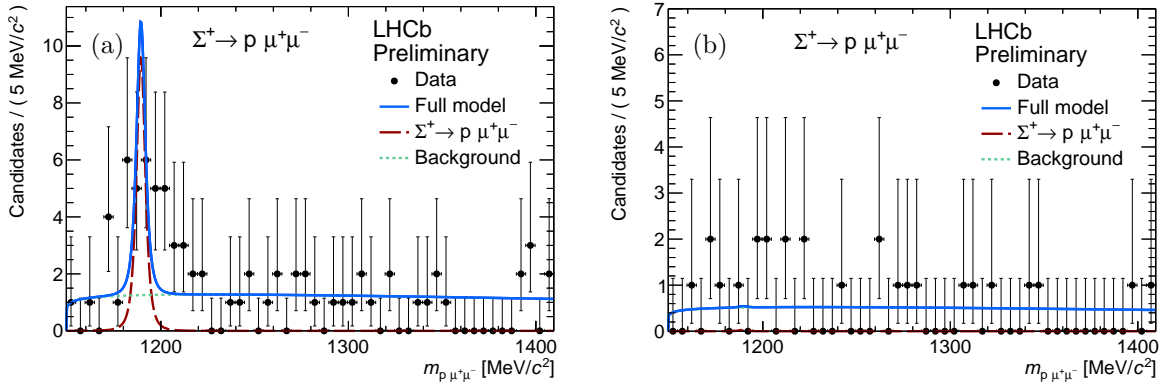 Candidates / ( 5 MeV/c²)
10
8
6
4
2
0
(a)
Σ⁺→ p μ⁺μ⁻
LHCb
Preliminary
Data
Full model
Σ⁺→ p μ⁺μ⁻
Background
1200
1300
1400
m_{p μ⁺μ⁻} [MeV/c²]
Candidates / ( 5 MeV/c²)
7
6
5
4
3
2
1
0
(b)
Σ⁺→ p μ⁺μ⁻
LHCb
Preliminary
Data
Full model
Σ⁺→ p μ⁺μ⁻
Background
1200
1300
1400
m_{p μ⁺μ⁻} [MeV/c²]